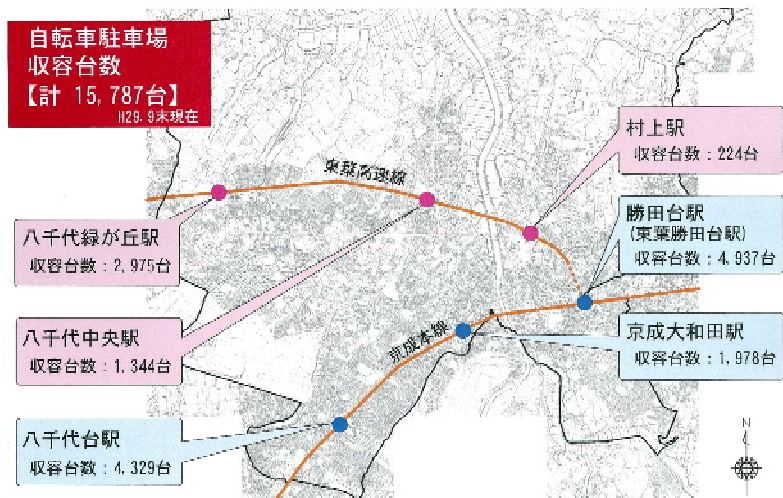 自転車駐車場
収容台数
【計 15,787台】
H29.9末現在
東葉高速線
村上駅
収容台数：224台
勝田台駅
(東葉勝田台駅)
収容台数：4,937台
八千代緑が丘駅
収容台数：2,975台
八千代中央駅
収容台数：1,344台
京成本線
京成大和田駅
収容台数：1,978台
八千代台駅
収容台数：4,329台
N